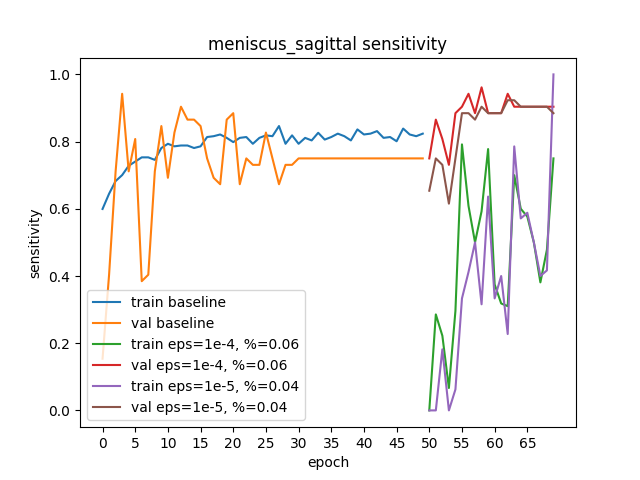 meniscus_sagittal sensitivity
sensitivity
1.0
0.8
0.6
0.4
0.2
0.0
train baseline
val baseline
train eps=1e-4, %=0.06
val eps=1e-4, %=0.06
train eps=1e-5, %=0.04
val eps=1e-5, %=0.04
0 5 10 15 20 25 30 35 40 45 50 55 60 65
epoch